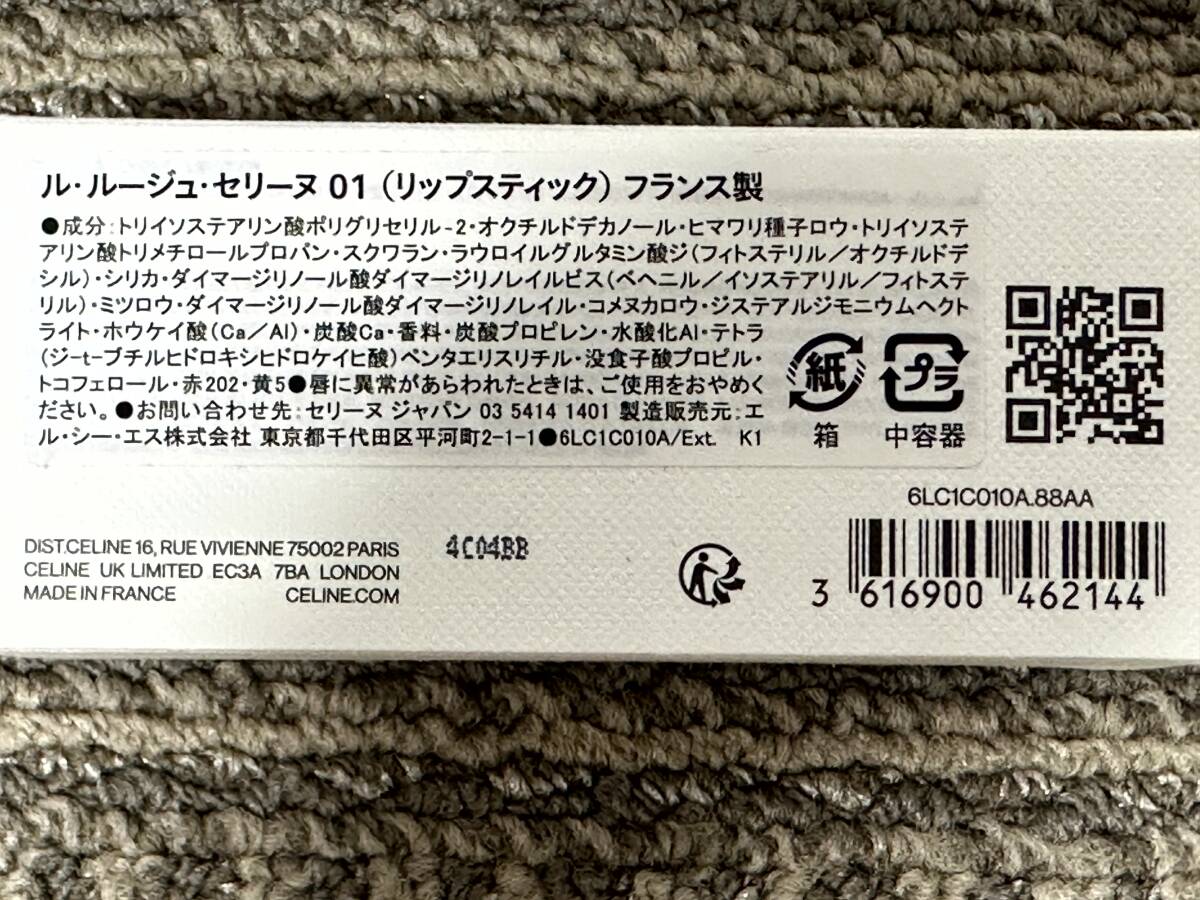 ル・ルージュ・セリーヌ 01 (リップスティック) フランス製
●成分:トリイソステアリン酸ポリグリセリル-2・オクチルドデカノール・ヒマワリ種子ロウ・トリイソステ
アリン酸トリメチロールプロパン・スクワラン・ラウロイルグルタミン酸ジ(フィトステリル/オクチルドデ
シル)・シリカ・ダイマージリノール酸ダイマージリノレイルビス(ベヘニル/イソステアリル/フィトステ
リル)・ミツロウ・ダイマージリノール酸ダイマージリノレイル・コメヌカロウ・ジステアルジモニウムヘクト
ライト・ホウケイ酸(Ca/Al)・炭酸Ca・香料・炭酸プロピレン・水酸化Al・テトラ
(ジ-t-ブチルヒドロキシヒドロケイヒ酸)ペンタエリスリチル・没食子酸プロピル・
トコフェロール・赤202・黄5●唇に異常があらわれたときは、ご使用をおやめく
ださい。●お問い合わせ先:セリーヌ ジャパン 03 5414 1401 製造販売元:エ
ル・シー・エス株式会社 東京都千代田区平河町2-1-1●6LC1C010A/Ext. K1
紙
箱
プラ
中容器
6LC1C010A.88AA
3 616900 462144
DIST.CELINE 16, RUE VIVIENNE 75002 PARIS
CELINE UK LIMITED EC3A 7BA LONDON
MADE IN FRANCE CELINE.COM
4C04BB